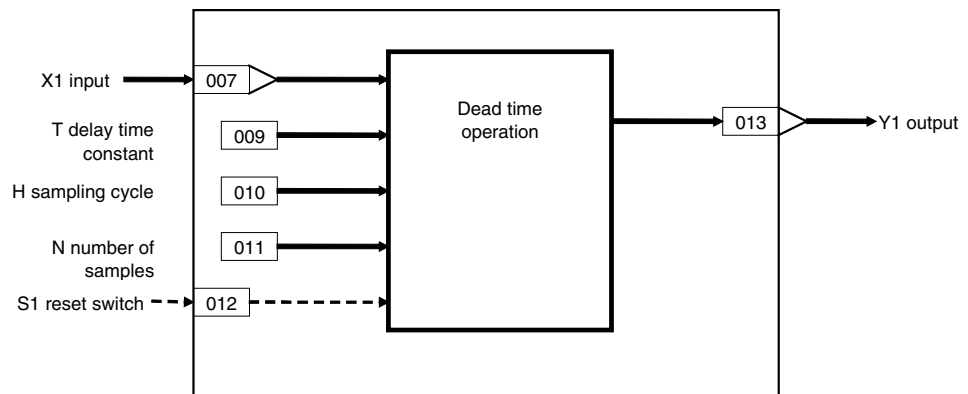 X1 input
007
T delay time
constant
009
H sampling cycle
010
N number of
samples
011
S1 reset switch
012
Dead time
operation
013
Y1 output